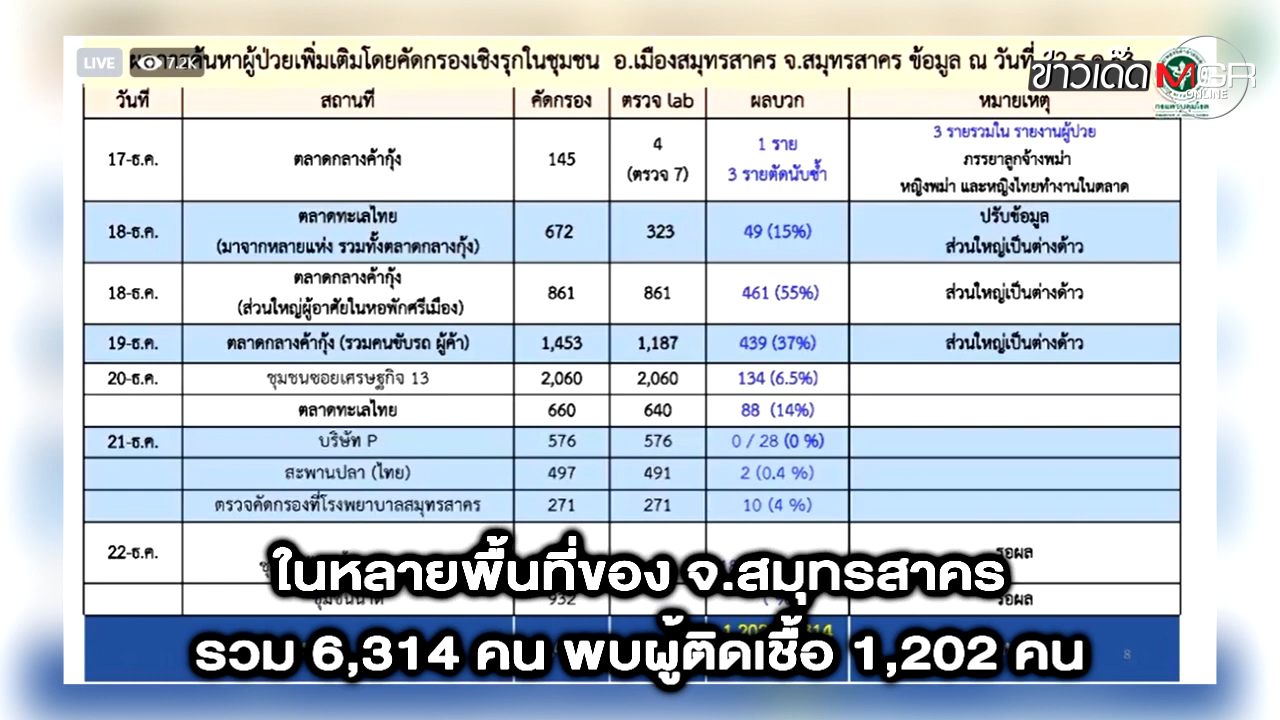 LIVE 7.2K
ค้นหาผู้ป่วยเพิ่มเติมโดยคัดกรองเชิงรุกในชุมชน อ.เมืองสมุทรสาคร จ.สมุทรสาคร ข้อมูล ณ วันที่
ข่าวเด็ด MGR ONLINE
กรมควบคุมโรค
วันที่ สถานที่ คัดกรอง ตรวจ lab ผลบวก หมายเหตุ
17-ธ.ค. ตลาดกลางค้ากุ้ง 145 4 (ตรวจ 7) 1 ราย 3 รายตัดนับซ้ำ 3 รายรวมใน รายงานผู้ป่วย ภรรยาลูกจ้างพม่า หญิงพม่า และหญิงไทยทำงานในตลาด
18-ธ.ค. ตลาดทะเลไทย (มาจากหลายแห่ง รวมทั้งตลาดกลางกุ้ง) 672 323 49 (15%) ปรับข้อมูล ส่วนใหญ่เป็นต่างด้าว
18-ธ.ค. ตลาดกลางค้ากุ้ง (ส่วนใหญ่ผู้อาศัยในหอพักศรีเมือง) 861 861 461 (55%) ส่วนใหญ่เป็นต่างด้าว
19-ธ.ค. ตลาดกลางค้ากุ้ง (รวมคนขับรถ ผู้ค้า) 1,453 1,187 439 (37%) ส่วนใหญ่เป็นต่างด้าว
20-ธ.ค. ชุมชนซอยเศรษฐกิจ 13 2,060 2,060 134 (6.5%)
ตลาดทะเลไทย 660 640 88 (14%)
21-ธ.ค. บริษัท P 576 576 0 / 28 (0 %)
สะพานปลา (ไทย) 497 491 2 (0.4 %)
ตรวจคัดกรองที่โรงพยาบาลสมุทรสาคร 271 271 10 (4 %)
22-ธ.ค. รอผล
932 รอผล
ในหลายพื้นที่ของ จ.สมุทรสาคร
รวม 6,314 คน พบผู้ติดเชื้อ 1,202 คน
8